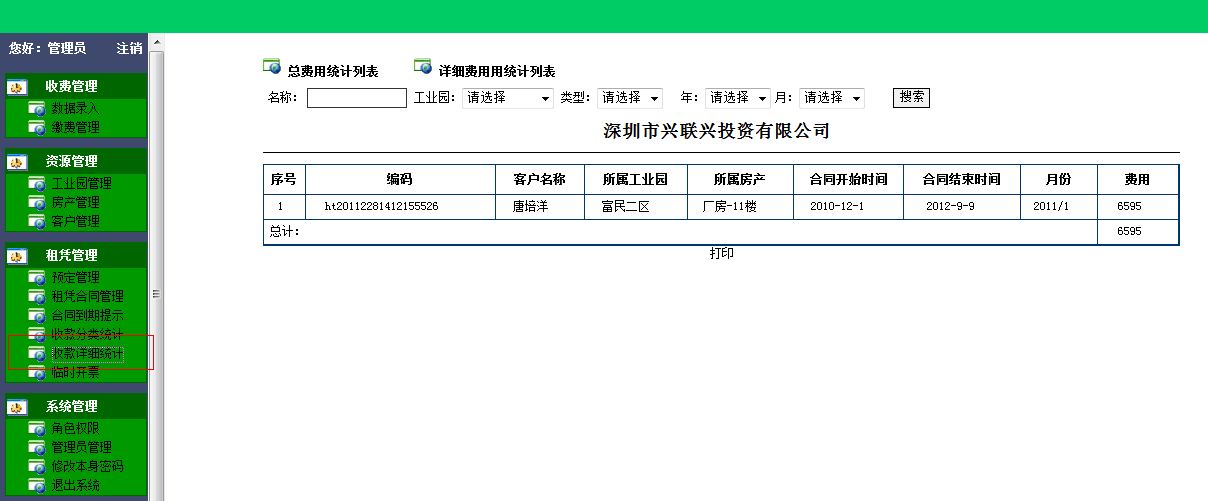 您好：管理员 注销
收费管理
数据录入
缴费管理
资源管理
工业园管理
房产管理
客户管理
租凭管理
预定管理
租凭合同管理
合同到期提示
收款分类统计
收款详细统计
临时开票
系统管理
角色权限
管理员管理
修改本身密码
退出系统
总费用统计列表 详细费用用统计列表
名称： 工业园：请选择 类型：请选择 年：请选择 月：请选择 搜索
深圳市兴联兴投资有限公司
序号 编码 客户名称 所属工业园 所属房产 合同开始时间 合同结束时间 月份 费用
1 ht20112281412155526 唐培洋 富民二区 厂房-11楼 2010-12-1 2012-9-9 2011/1 6595
总计： 6595
打印